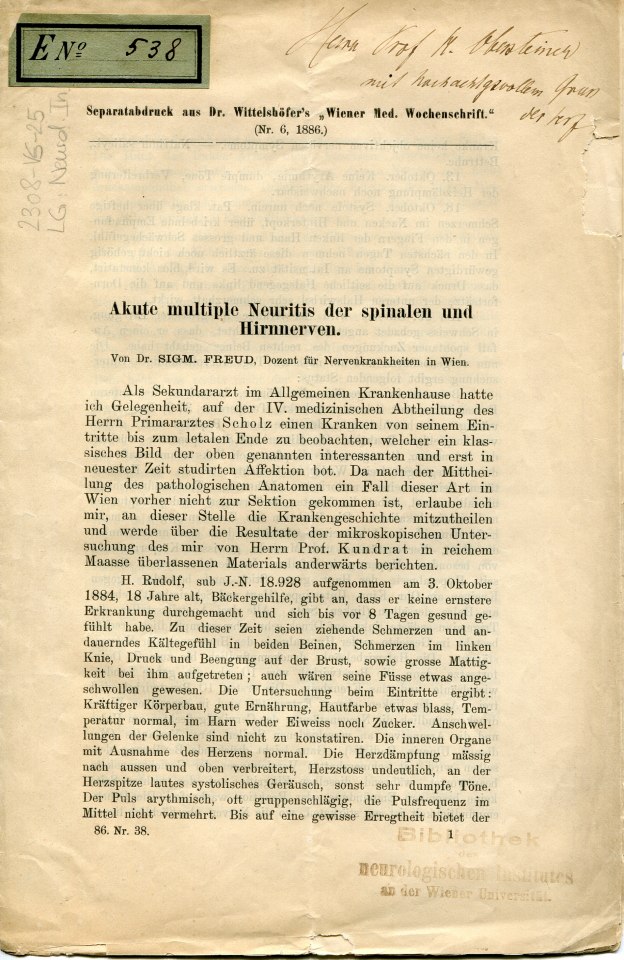 E No 538
Herrn Prof H. Obersteiner
mit hochachtgsvollem Gruss
der Verf
2308-VS-25
LG. Neurol. In
Separatabdruck aus Dr. Wittelshöfer's „Wiener Med. Wochenschrift."
(Nr. 6, 1886.)
Akute multiple Neuritis der spinalen und
Hirnnerven.
Von Dr. SIGM. FREUD, Dozent für Nervenkrankheiten in Wien.
Als Sekundararzt im Allgemeinen Krankenhause hatte
ich Gelegenheit, auf der IV. medizinischen Abtheilung des
Herrn Primararztes Scholz einen Kranken von seinem Ein-
tritte bis zum letalen Ende zu beobachten, welcher ein klas-
sisches Bild der oben genannten interessanten und erst in
neuester Zeit studirten Affektion bot. Da nach der Mitthei-
lung des pathologischen Anatomen ein Fall dieser Art in
Wien vorher nicht zur Sektion gekommen ist, erlaube ich
mir, an dieser Stelle die Krankengeschichte mitzutheilen
und werde über die Resultate der mikroskopischen Unter-
suchung des mir von Herrn Prof. Kundrat in reichem
Maasse überlassenen Materials anderwärts berichten.
H. Rudolf, sub J.-N. 18.928 aufgenommen am 3. Oktober
1884, 18 Jahre alt, Bäckergehilfe, gibt an, dass er keine ernstere
Erkrankung durchgemacht und sich bis vor 8 Tagen gesund ge-
fühlt habe. Zu dieser Zeit seien ziehende Schmerzen und an-
dauerndes Kältegefühl in beiden Beinen, Schmerzen im linken
Knie, Druck und Beengung auf der Brust, sowie grosse Mattig-
keit bei ihm aufgetreten; auch wären seine Füsse etwas ange-
schwollen gewesen. Die Untersuchung beim Eintritte ergibt:
Kräftiger Körperbau, gute Ernährung, Hautfarbe etwas blass, Tem-
peratur normal, im Harn weder Eiweiss noch Zucker. Anschwel-
lungen der Gelenke sind nicht zu konstatiren. Die inneren Organe
mit Ausnahme des Herzens normal. Die Herzdämpfung mässig
nach aussen und oben verbreitert, Herzstoss undeutlich, an der
Herzspitze lautes systolisches Geräusch, sonst sehr dumpfe Töne.
Der Puls arythmisch, oft gruppenschlägig, die Pulsfrequenz im
Mittel nicht vermehrt. Bis auf eine gewisse Erregtheit bietet der
86. Nr. 38. 1
Bibliothek
des
neurologischen Institutes
an der Wiener Universität.